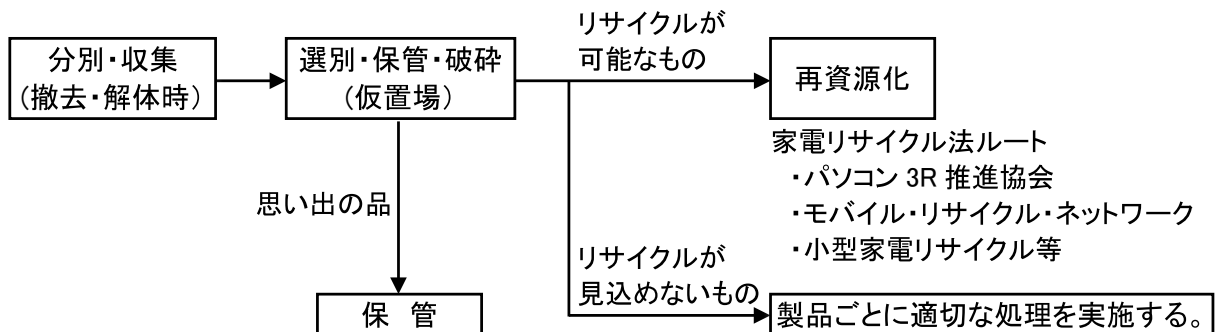 分別・収集
(撤去・解体時)
選別・保管・破砕
(仮置場)
リサイクルが
可能なもの
再資源化
家電リサイクル法ルート
・パソコン 3R 推進協会
・モバイル・リサイクル・ネットワーク
・小型家電リサイクル等
思い出の品
保 管
リサイクルが
見込めないもの
製品ごとに適切な処理を実施する。